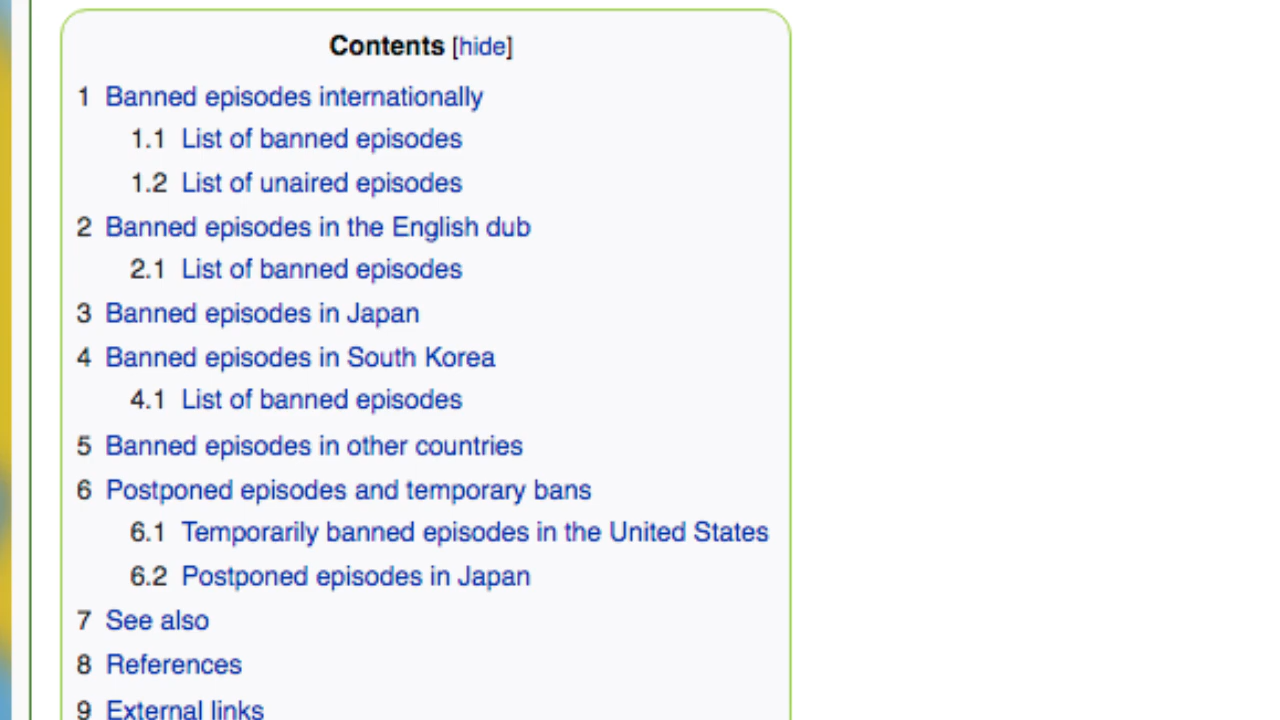 Contents [hide]
1 Banned episodes internationally
1.1 List of banned episodes
1.2 List of unaired episodes
2 Banned episodes in the English dub
2.1 List of banned episodes
3 Banned episodes in Japan
4 Banned episodes in South Korea
4.1 List of banned episodes
5 Banned episodes in other countries
6 Postponed episodes and temporary bans
6.1 Temporarily banned episodes in the United States
6.2 Postponed episodes in Japan
7 See also
8 References
9 External links